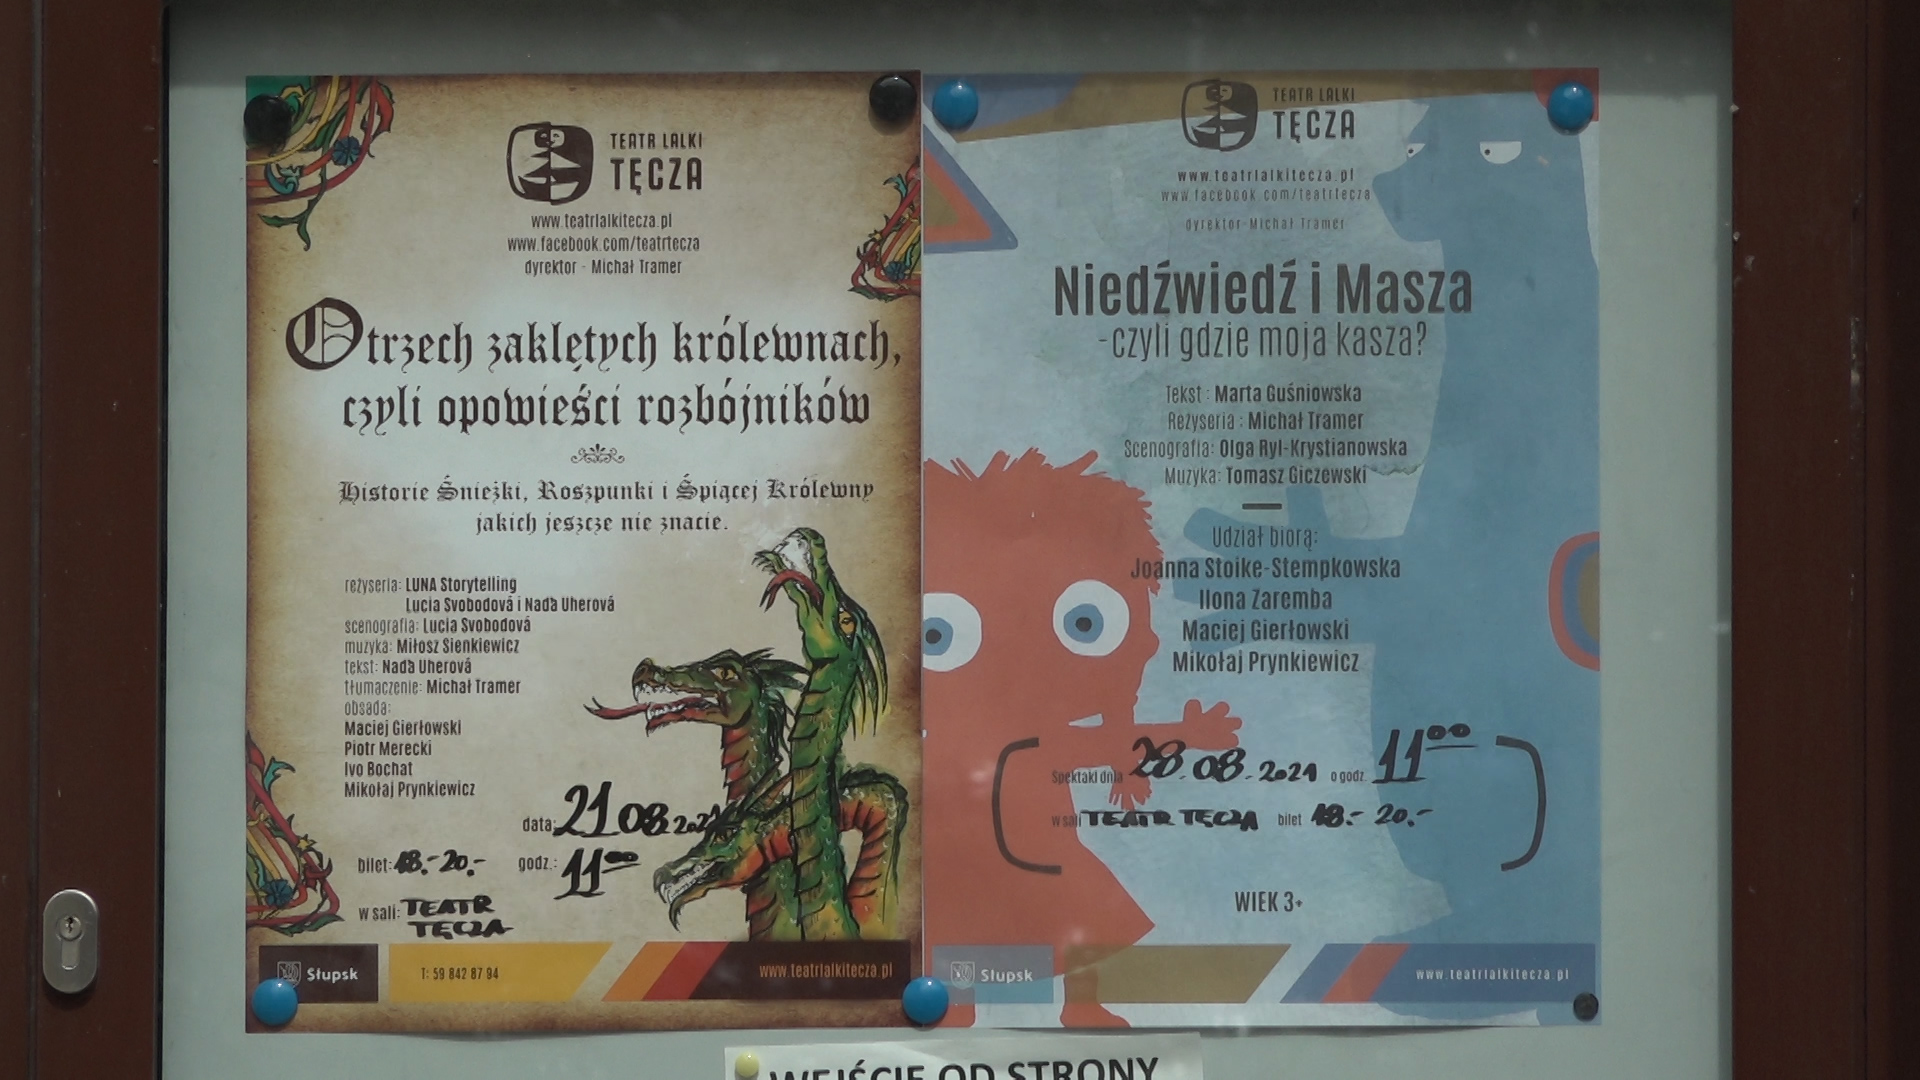 TEATR LALKI
TĘCZA
www.teatrlalkitecza.pl
www.facebook.com/teatrtecza
dyrektor - Michał Tramer
O trzech zaklętych królewnach,
czyli opowieści rozbójników
Historie Śnieżki, Roszpunki i Śpiącej Królewny
jakich jeszcze nie znacie.
reżyseria: LUNA Storytelling
Lucia Svobodová i Nad'a Uherová
scenografia: Lucia Svobodová
muzyka: Miłosz Sienkiewicz
tekst: Nad'a Uherová
tłumaczenie: Michał Tramer
obsada:
Maciej Gierłowski
Piotr Merecki
Ivo Bochat
Mikołaj Prynkiewicz
data: 21 08.2021
bilet: 18.- 20.- godz.: 11⁰⁰
w sali: TEATR
TĘCZA
Słupsk
T: 59 842 87 94
www.teatrlalkitecza.pl
TEATR LALKI
TĘCZA
www.teatrlalkitecza.pl
www.facebook.com/teatrtecza
dyrektor-Michał Tramer
Niedźwiedź i Masza
-czyli gdzie moja kasza?
Tekst : Marta Guśniowska
Reżyseria : Michał Tramer
Scenografia: Olga Ryl-Krystianowska
Muzyka: Tomasz Giczewski
Udział biorą:
Joanna Stoike-Stempkowska
Ilona Zaremba
Maciej Gierłowski
Mikołaj Prynkiewicz
Spektakl dnia 28.08.2021 o godz. 11⁰⁰
w sali TEATR TĘCZA bilet 18.- 20.-
WIEK 3+
Słupsk
www.teatrlalkitecza.pl
WEJŚCIE OD STRONY